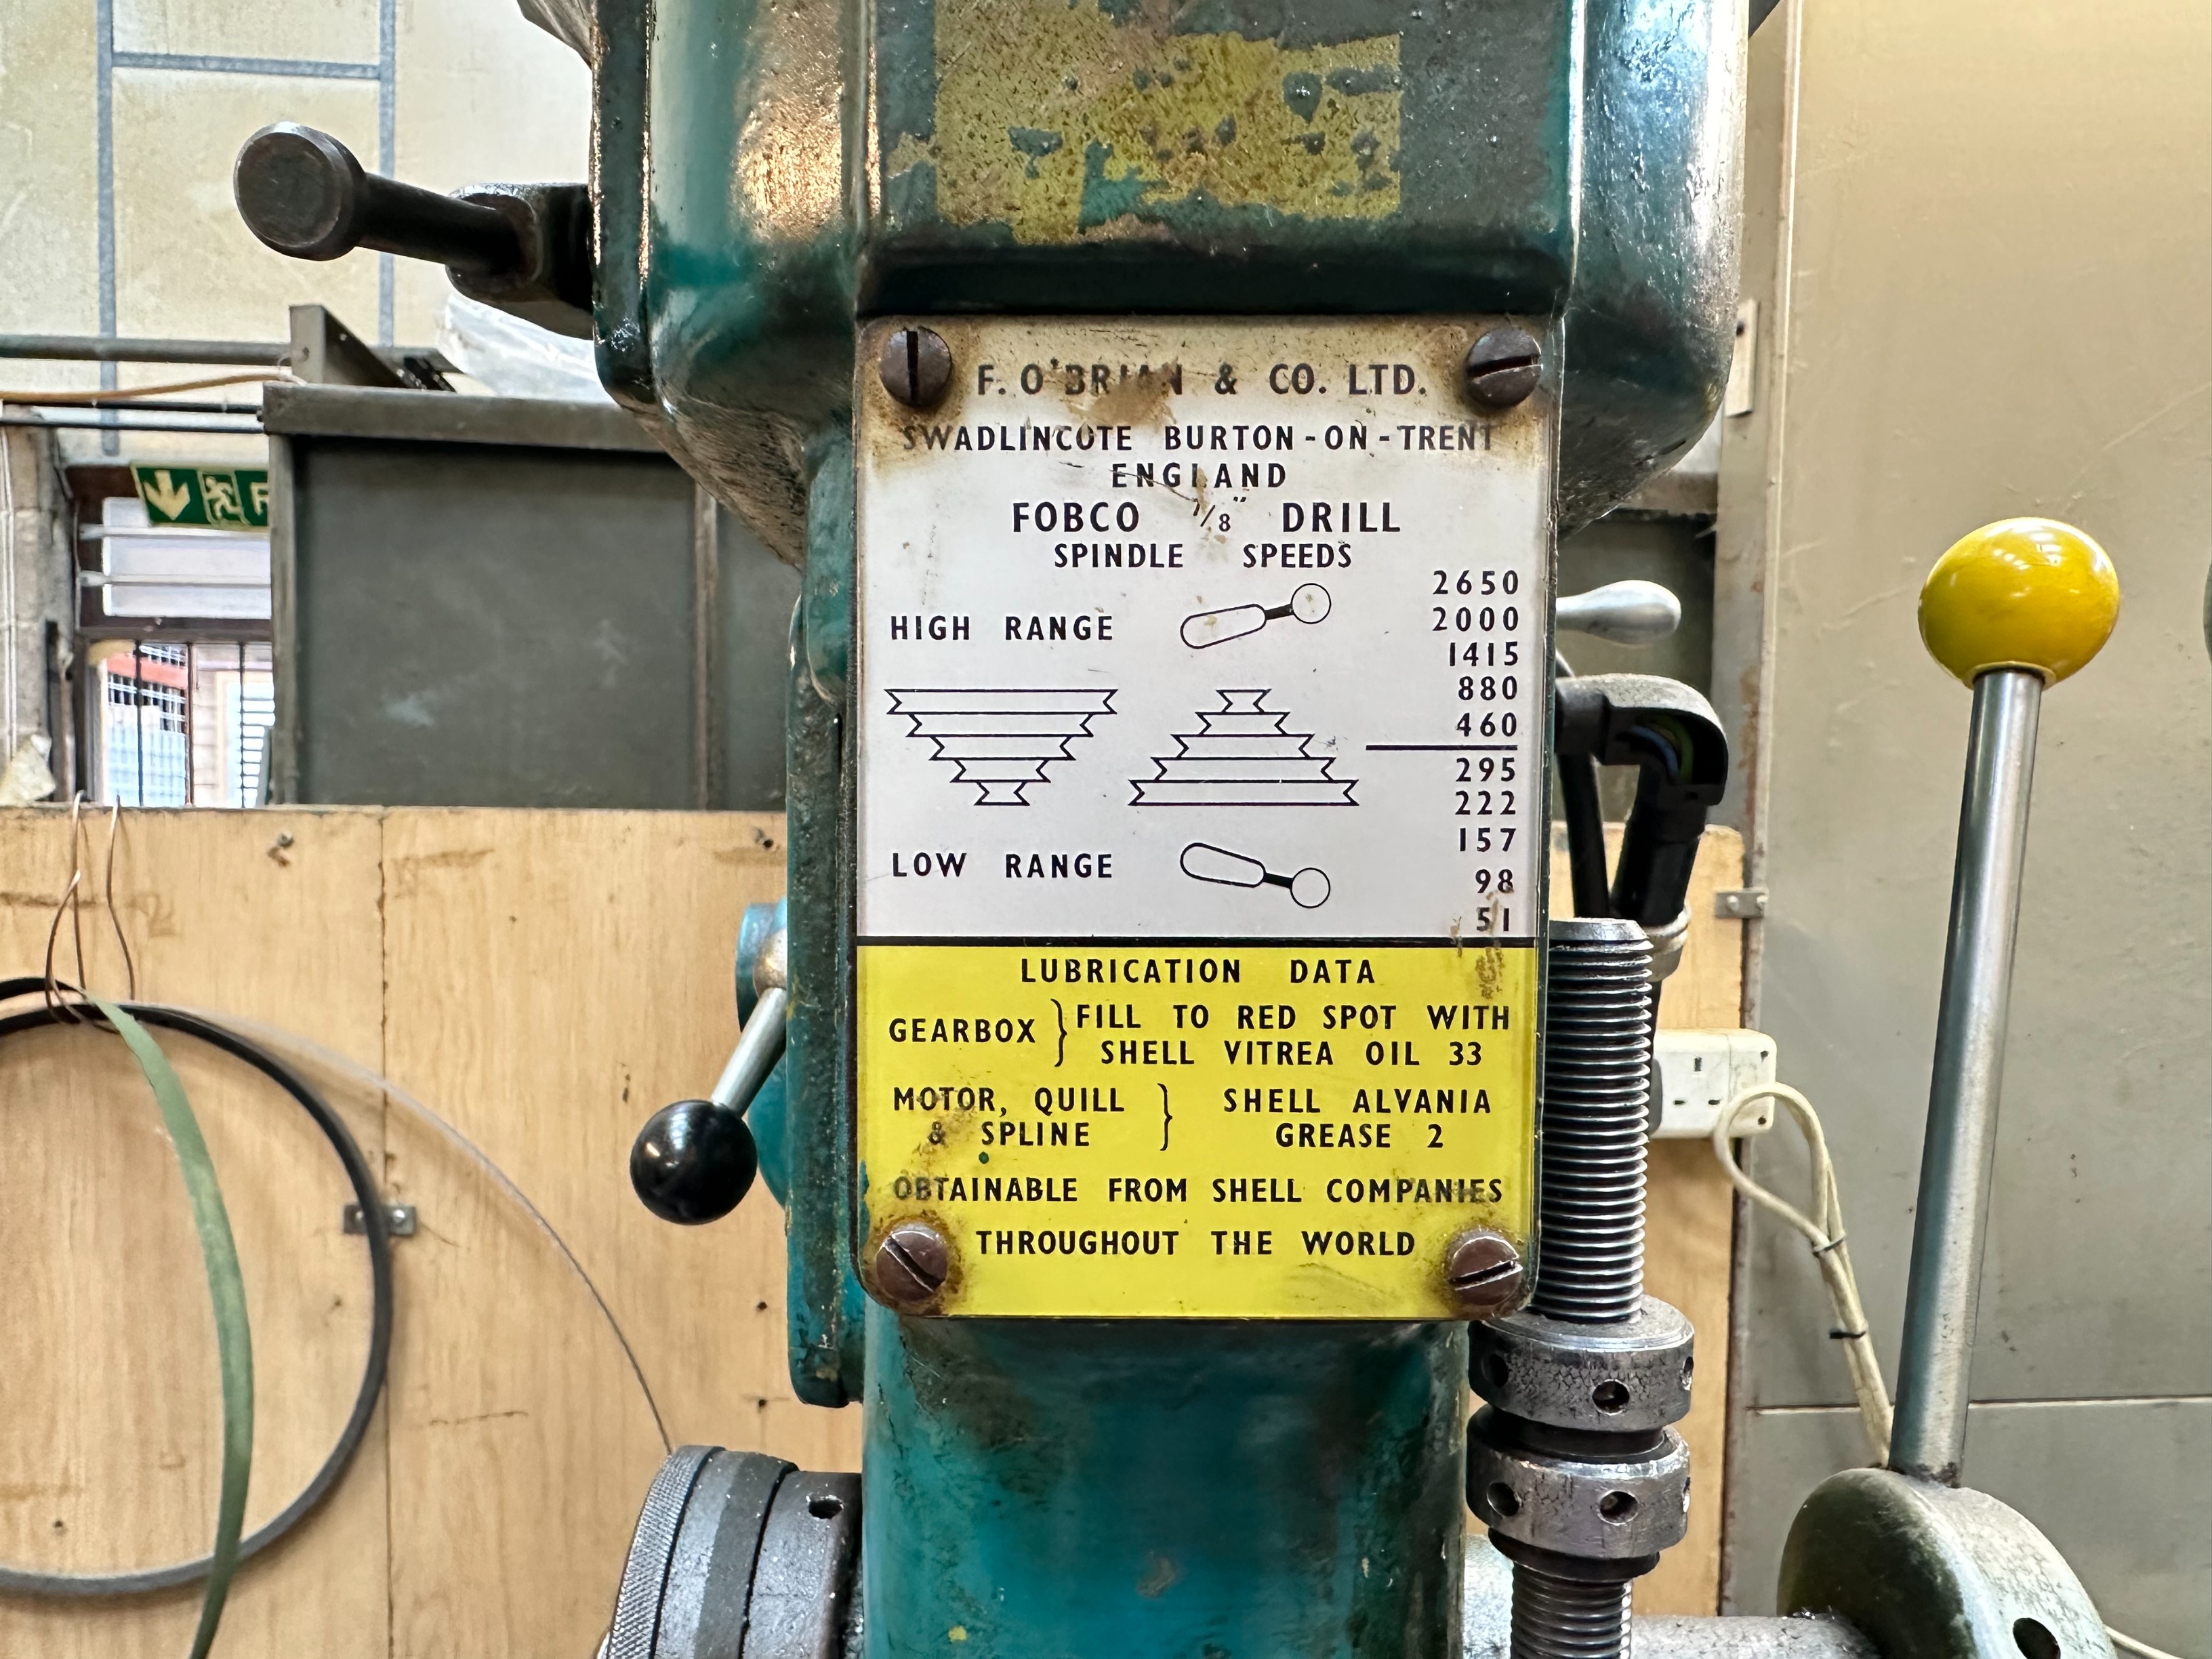 F. O'BRIAN & CO. LTD.
SWADLINCOTE BURTON-ON-TRENT
ENGLAND
FOBCO 7/8" DRILL
SPINDLE SPEEDS
2650
2000
HIGH RANGE
1415
880
460
295
222
157
LOW RANGE
98
51
LUBRICATION DATA
GEARBOX } FILL TO RED SPOT WITH
SHELL VITREA OIL 33
MOTOR, QUILL } SHELL ALVANIA
& SPLINE GREASE 2
OBTAINABLE FROM SHELL COMPANIES
THROUGHOUT THE WORLD